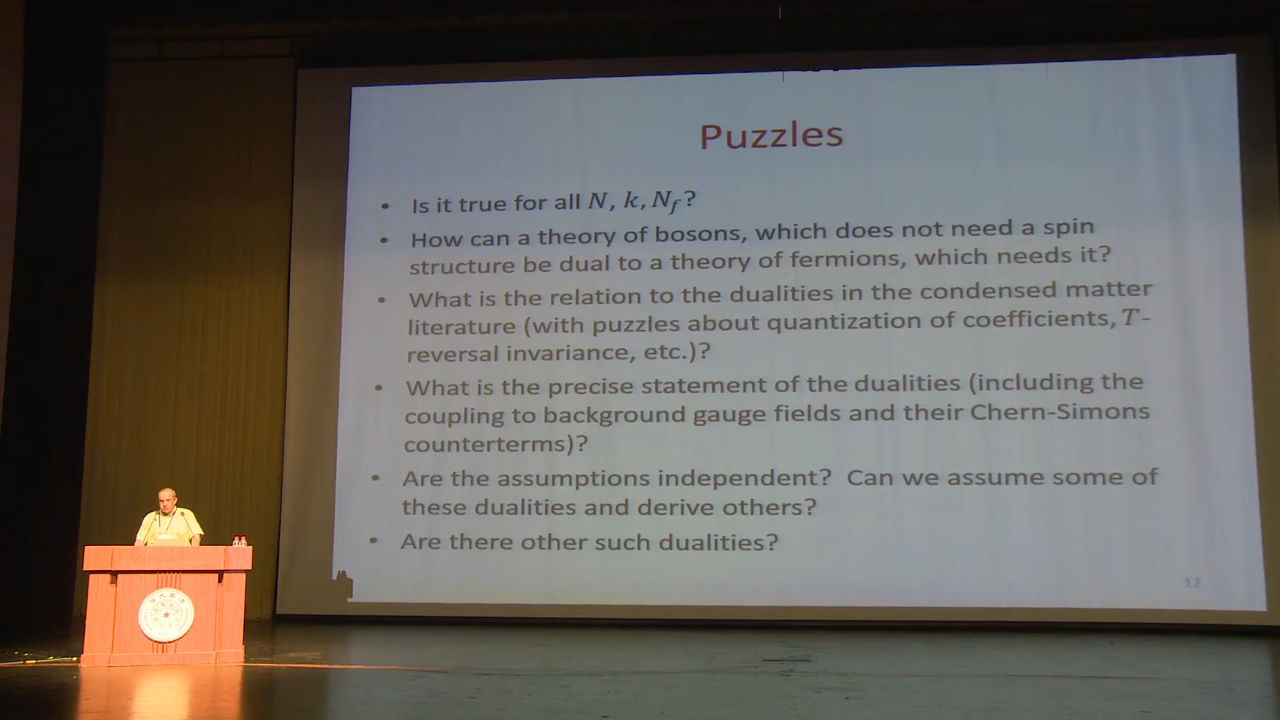 Puzzles
• Is it true for all N, k, N_f?
• How can a theory of bosons, which does not need a spin
structure be dual to a theory of fermions, which needs it?
• What is the relation to the dualities in the condensed matter
literature (with puzzles about quantization of coefficients, T-
reversal invariance, etc.)?
• What is the precise statement of the dualities (including the
coupling to background gauge fields and their Chern-Simons
counterterms)?
• Are the assumptions independent? Can we assume some of
these dualities and derive others?
• Are there other such dualities?
12